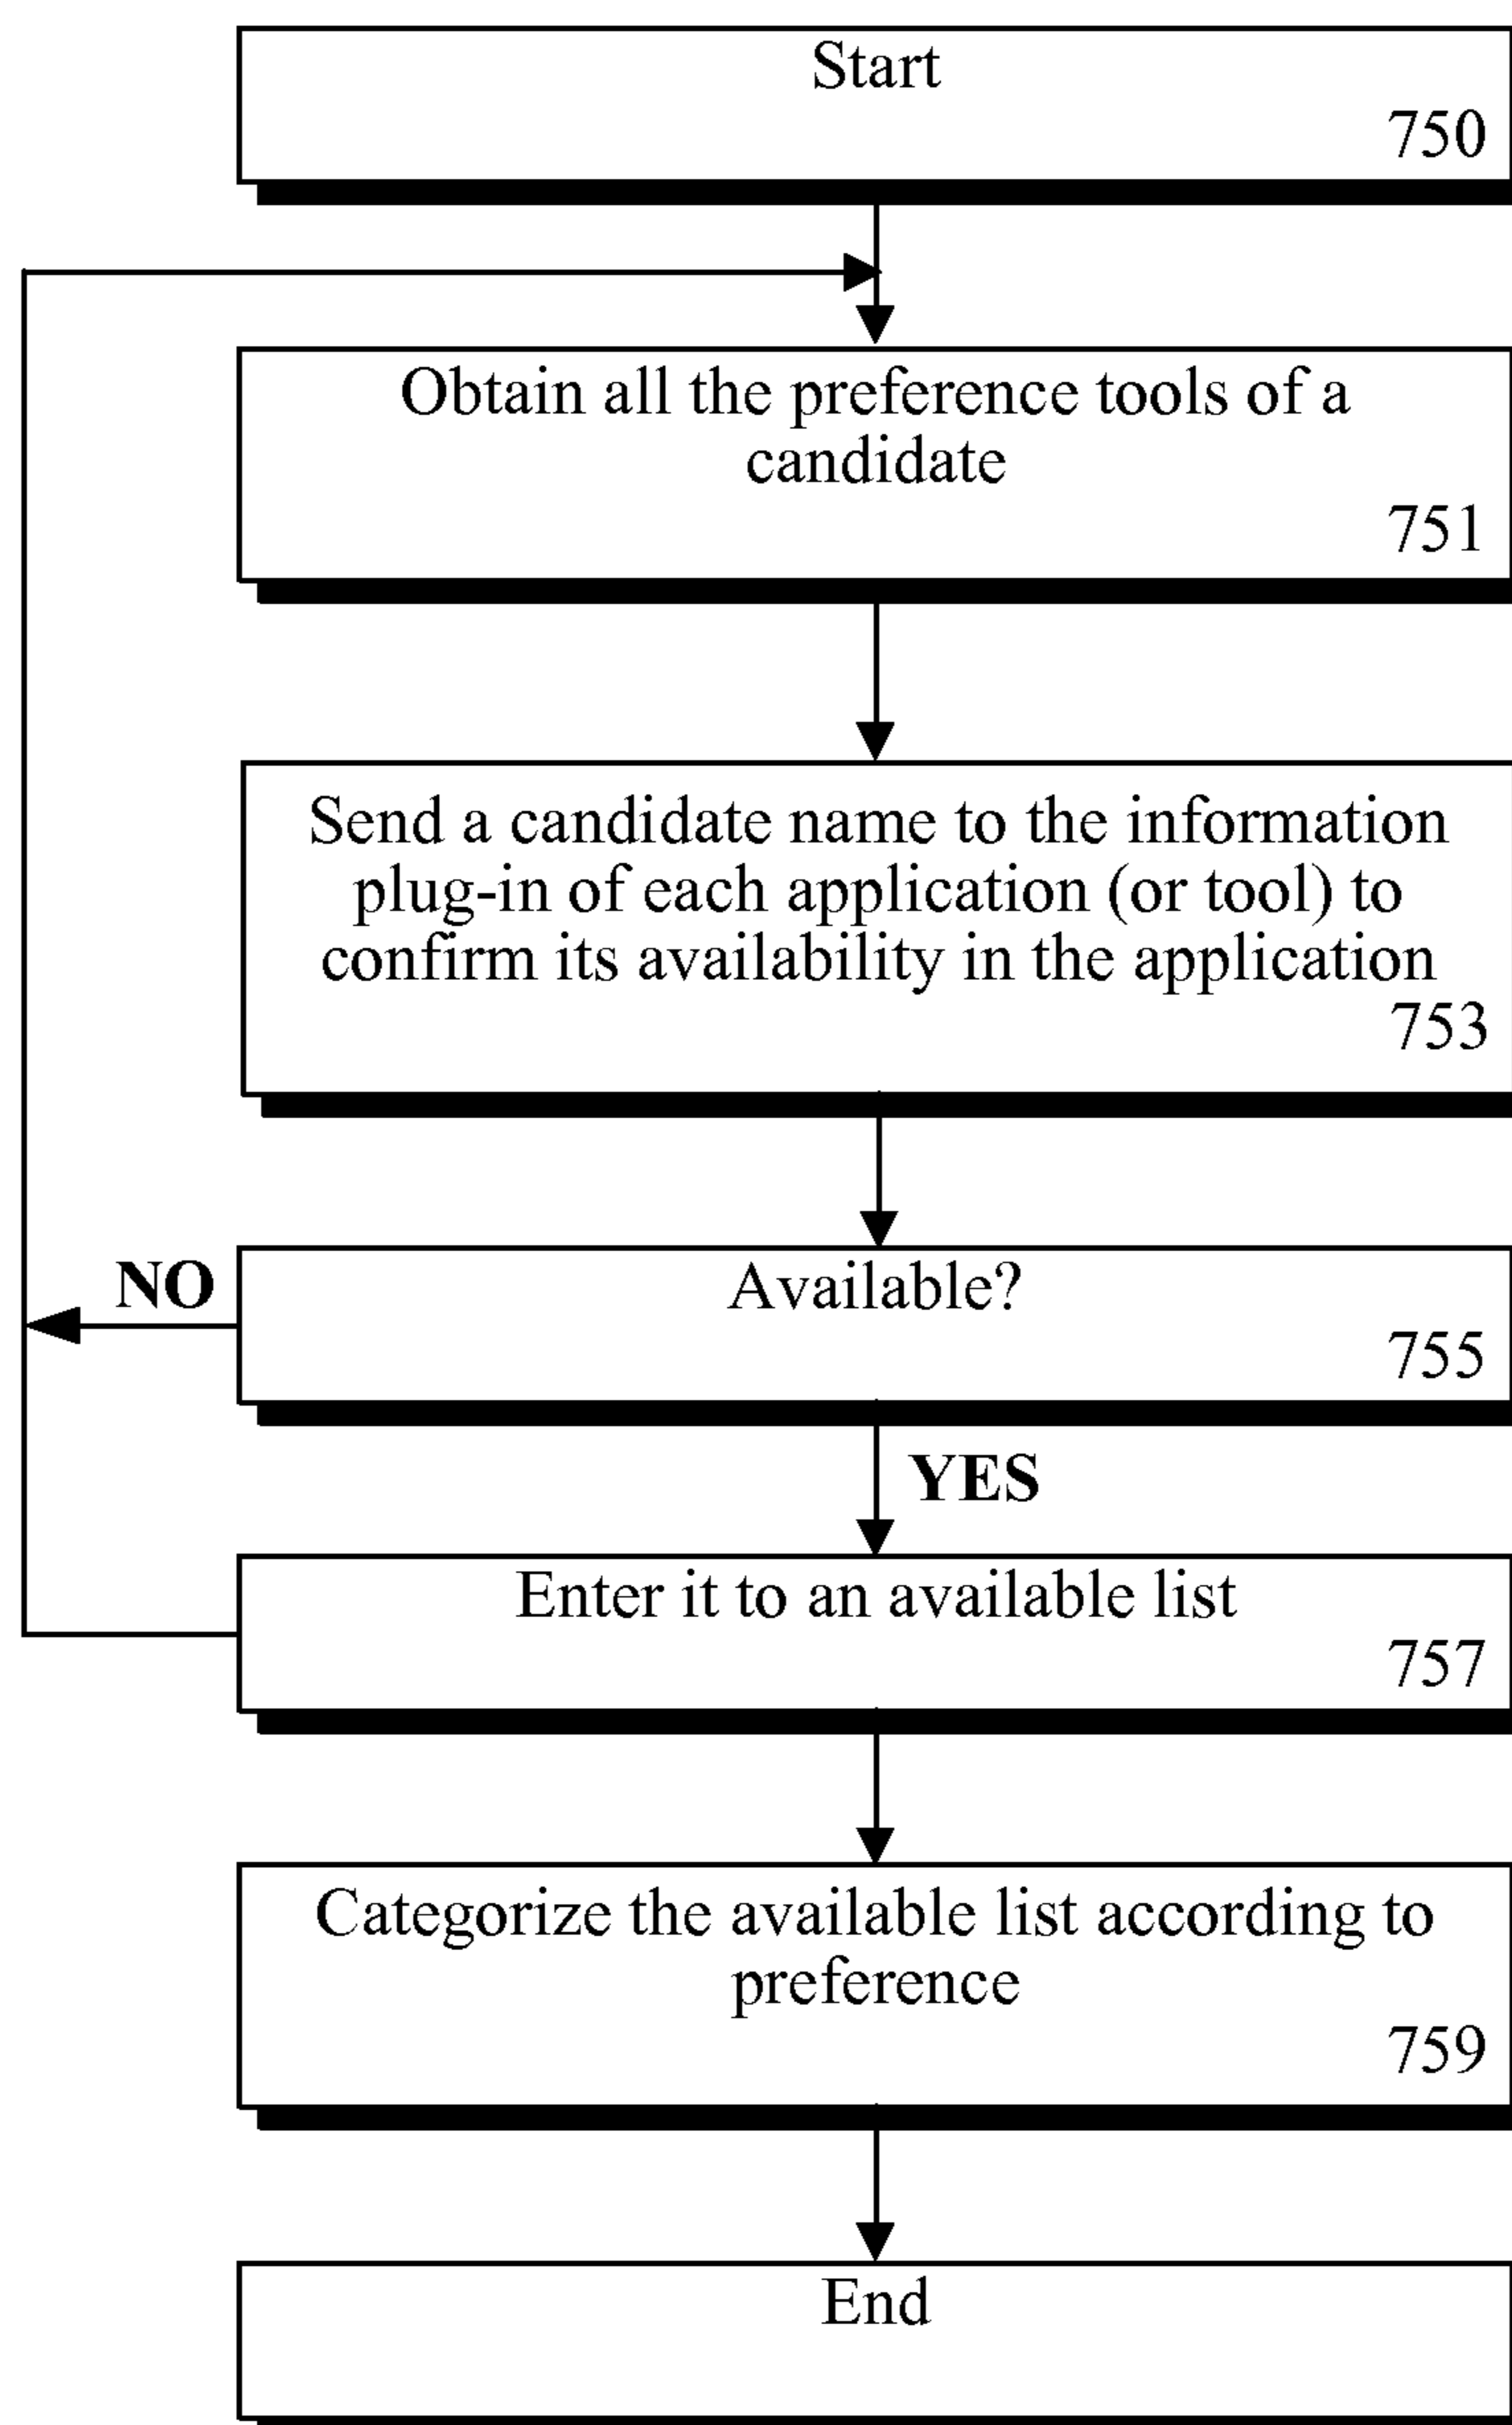 Start
750
Obtain all the preference tools of a
candidate
751
Send a candidate name to the information
plug-in of each application (or tool) to
confirm its availability in the application
753
NO
Available?
755
YES
Enter it to an available list
757
Categorize the available list according to
preference
759
End